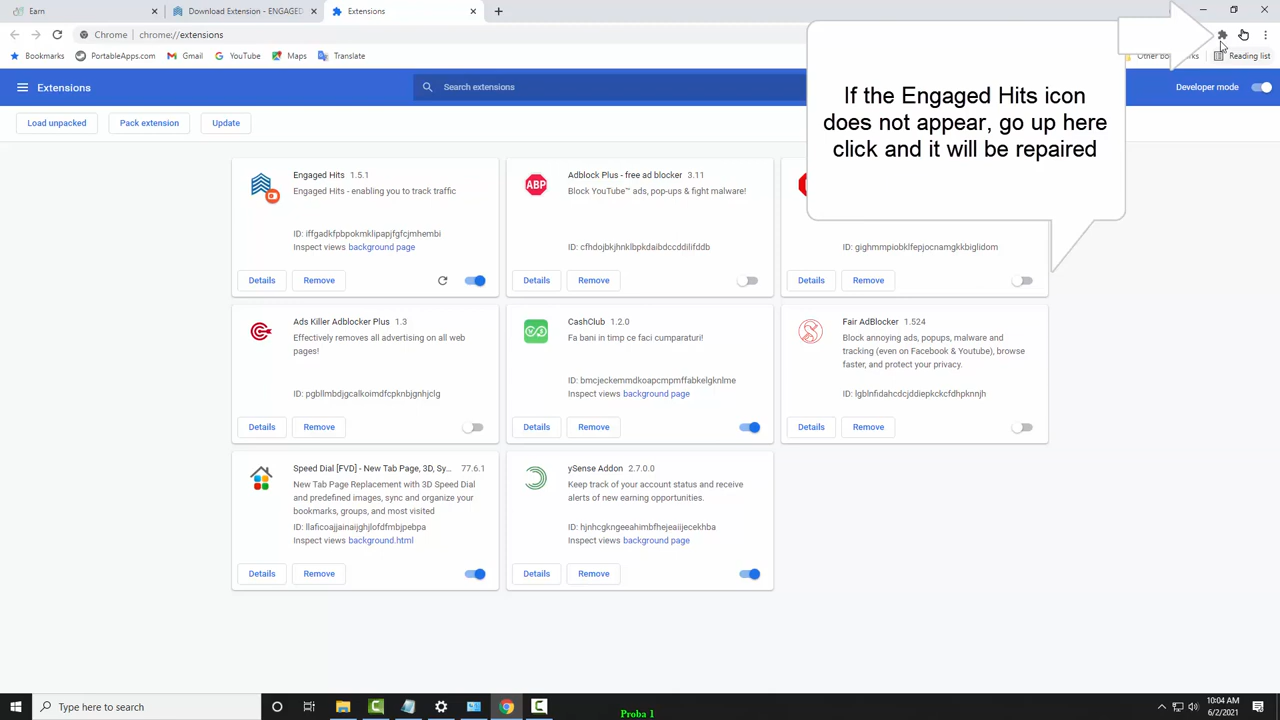 Earn
Download Extension - ENGAGED
Extensions
Chrome
chrome://extensions
Bookmarks
PortableApps.com
Gmail
YouTube
Maps
Translate
Other bookmarks
Reading list
Extensions
Search extensions
Developer mode
If the Engaged Hits icon
does not appear, go up here
click and it will be repaired
Load unpacked
Pack extension
Update
Engaged Hits 1.5.1
Engaged Hits - enabling you to track traffic
ID: iffgadkfpbpokmklipapjfgfcjmhembi
Inspect views background page
Details
Remove
ABP
Adblock Plus - free ad blocker 3.11
Block YouTube™ ads, pop-ups & fight malware!
ID: cfhdojbkjhnklbpkdaibdccddilifddb
Details
Remove
ID: gighmmpiobklfepjocnamgkkbiglidom
Details
Remove
Ads Killer Adblocker Plus 1.3
Effectively removes all advertising on all web
pages!
ID: pgbllmbdjgcalkoimdfcpknbjgnhjclg
Details
Remove
CashClub 1.2.0
Fa bani in timp ce faci cumparaturi!
ID: bmcjeckemmdkoapcmpmffabkelgknlme
Inspect views background page
Details
Remove
Fair AdBlocker 1.524
Block annoying ads, popups, malware and
tracking (even on Facebook & Youtube), browse
faster, and protect your privacy.
ID: lgblnfidahcdcjddiepkckcfdhpknnjh
Details
Remove
Speed Dial [FVD] - New Tab Page, 3D, Sy... 77.6.1
New Tab Page Replacement with 3D Speed Dial
and predefined images, sync and organize your
bookmarks, groups, and most visited
ID: llaficoajjainaijghjlofdfmbjpebpa
Inspect views background.html
Details
Remove
ySense Addon 2.7.0.0
Keep track of your account status and receive
alerts of new earning opportunities.
ID: hjnhcgkngeeahimbfhejeaiijecekhba
Inspect views background page
Details
Remove
Type here to search
Proba 1
10:04 AM
6/2/2021